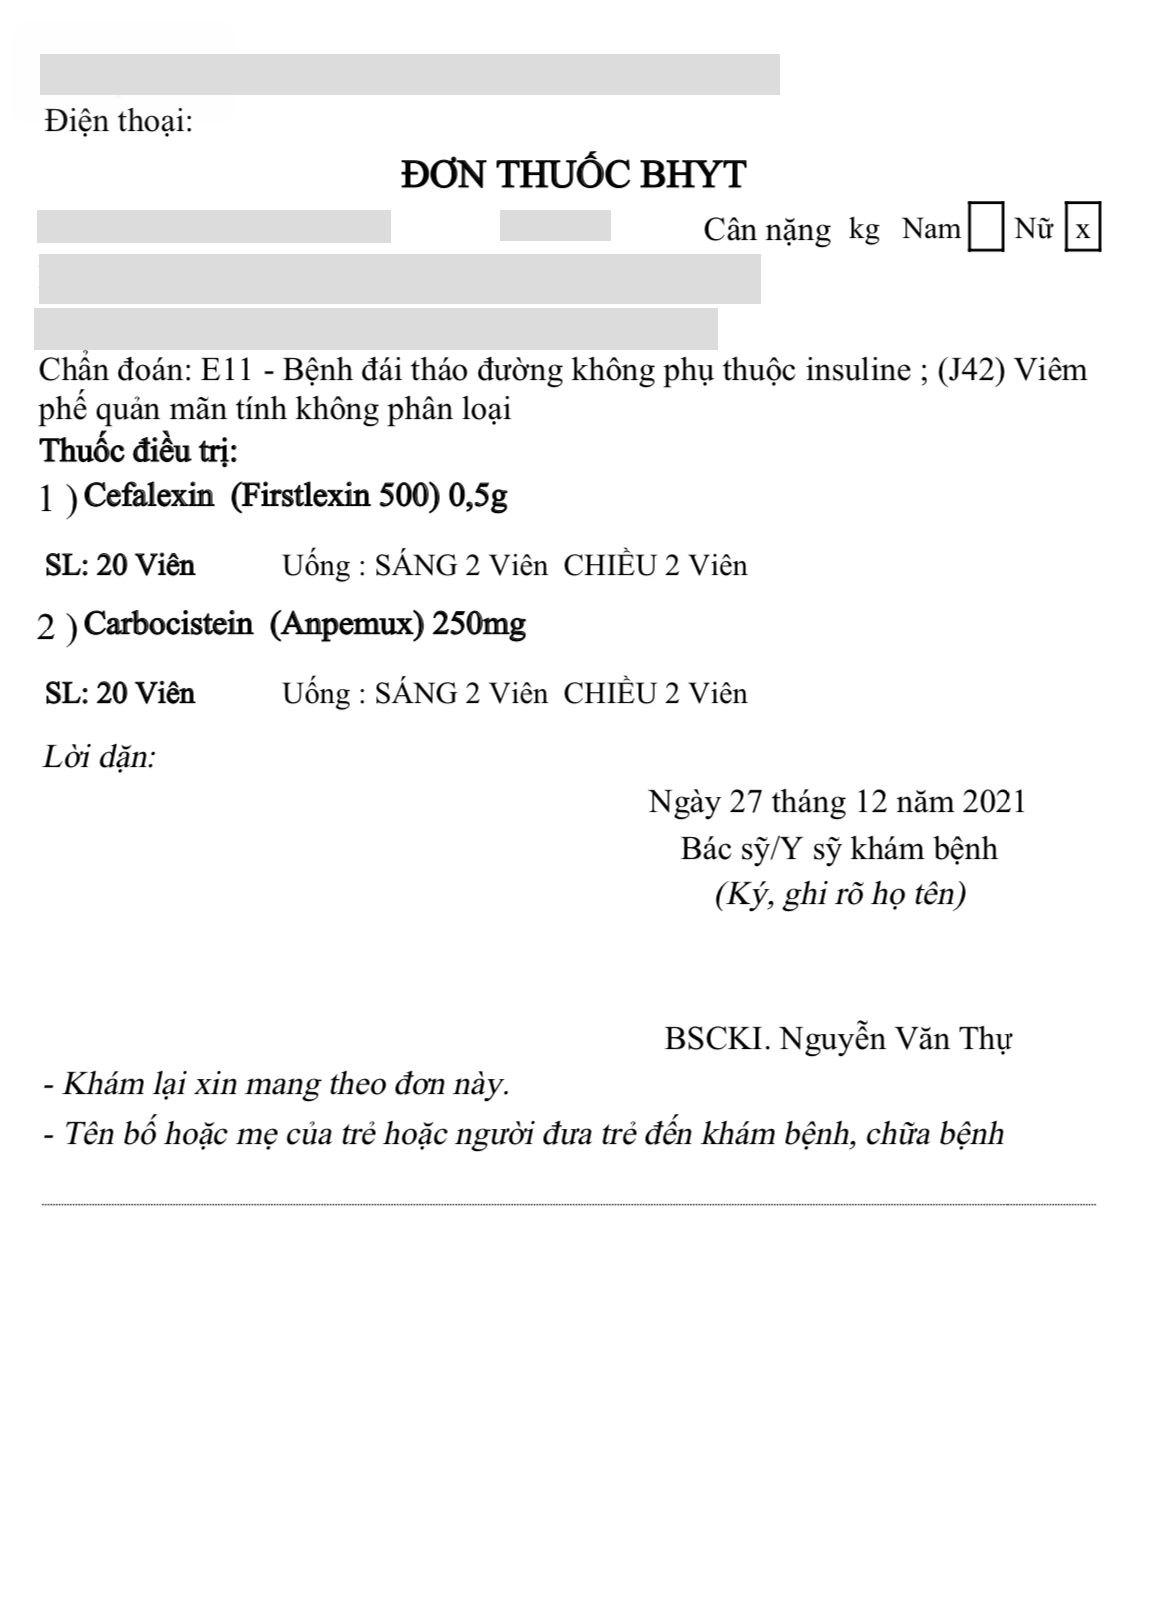 Điện thoại:
ĐƠN THUỐC BHYT
Cân nặng kg Nam Nữ x
Chẩn đoán: E11 - Bệnh đái tháo đường không phụ thuộc insuline ; (J42) Viêm
phế quản mãn tính không phân loại
Thuốc điều trị:
1 ) Cefalexin (Firstlexin 500) 0,5g
SL: 20 Viên Uống : SÁNG 2 Viên CHIỀU 2 Viên
2 ) Carbocistein (Anpemux) 250mg
SL: 20 Viên Uống : SÁNG 2 Viên CHIỀU 2 Viên
Lời dặn:
Ngày 27 tháng 12 năm 2021
Bác sỹ/Y sỹ khám bệnh
(Ký, ghi rõ họ tên)
BSCKI. Nguyễn Văn Thự
- Khám lại xin mang theo đơn này.
- Tên bố hoặc mẹ của trẻ hoặc người đưa trẻ đến khám bệnh, chữa bệnh